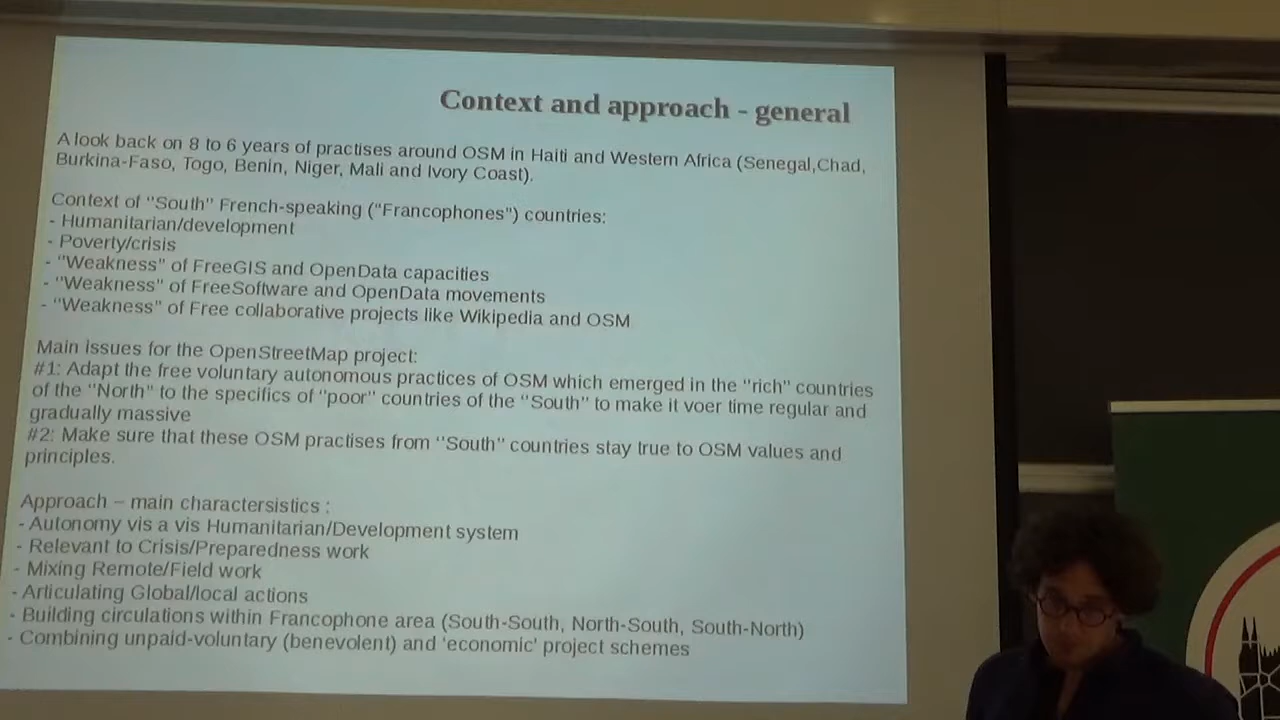 Context and approach - general
A look back on 8 to 6 years of practises around OSM in Haiti and Western Africa (Senegal,Chad,
Burkina-Faso, Togo, Benin, Niger, Mali and Ivory Coast).
Context of "South" French-speaking ("Francophones") countries:
- Humanitarian/development
- Poverty/crisis
- "Weakness" of FreeGIS and OpenData capacities
- "Weakness" of FreeSoftware and OpenData movements
- "Weakness" of Free collaborative projects like Wikipedia and OSM
Main issues for the OpenStreetMap project:
#1: Adapt the free voluntary autonomous practices of OSM which emerged in the "rich" countries
of the "North" to the specifics of "poor" countries of the "South" to make it voer time regular and
gradually massive
#2: Make sure that these OSM practises from "South" countries stay true to OSM values and
principles.
Approach – main charactersistics :
- Autonomy vis a vis Humanitarian/Development system
- Relevant to Crisis/Preparedness work
- Mixing Remote/Field work
- Articulating Global/local actions
- Building circulations within Francophone area (South-South, North-South, South-North)
- Combining unpaid-voluntary (benevolent) and 'economic' project schemes